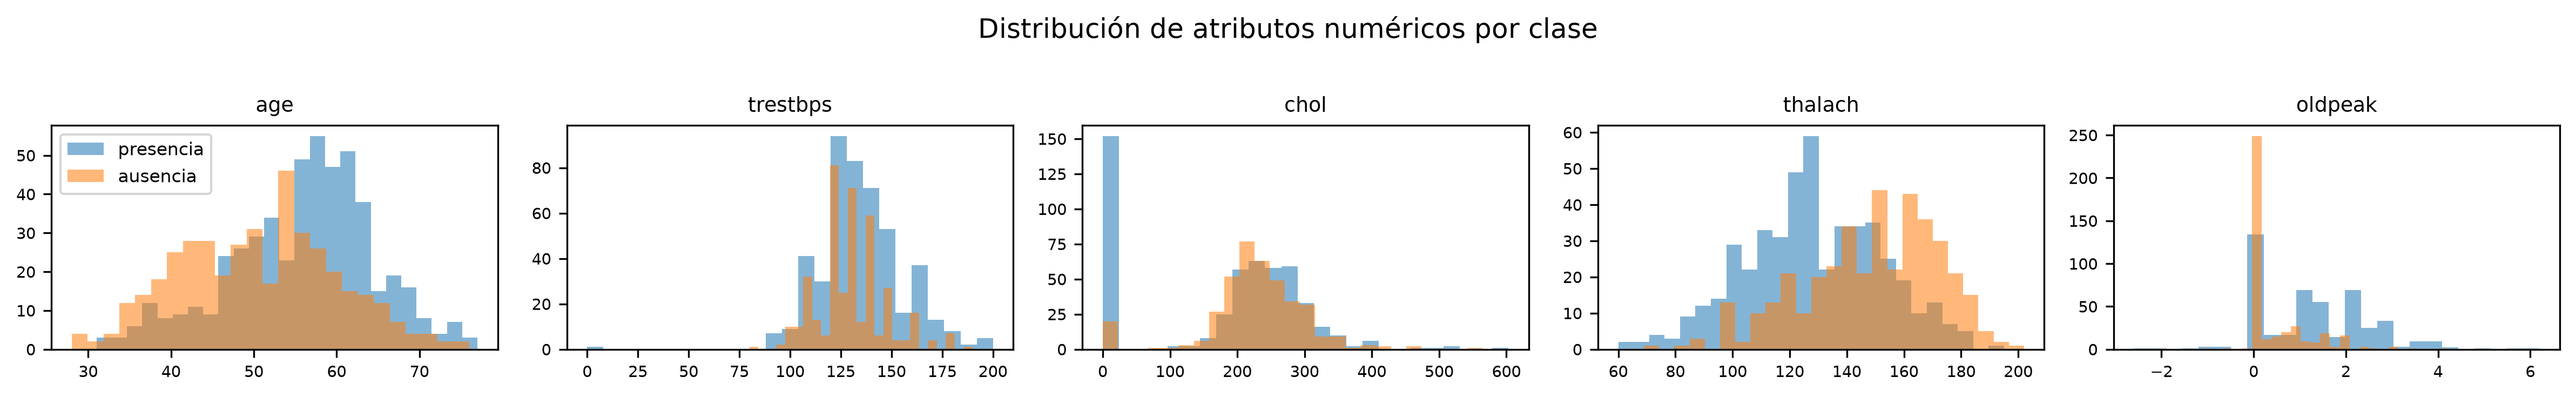 Distribución de atributos numéricos por clase
age
trestbps
chol
thalach
oldpeak
presencia
ausencia
50
40
30
20
10
0
30 40 50 60 70
80
60
40
20
0
0 25 50 75 100 125 150 175 200
150
125
100
75
50
25
0
0 100 200 300 400 500 600
60
50
40
30
20
10
0
60 80 100 120 140 160 180 200
250
200
150
100
50
0
−2 0 2 4 6